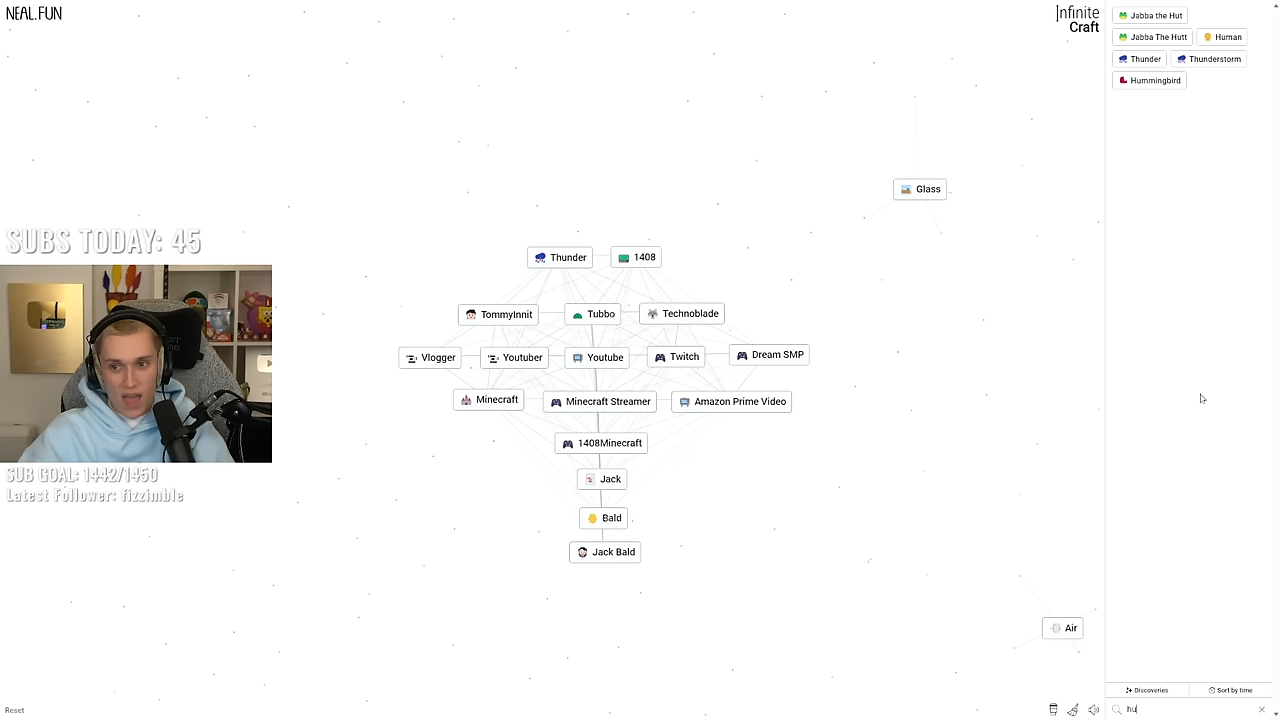 NEAL.FUN
Infinite
Craft
Jabba the Hut
Jabba The Hutt
Human
Thunder
Thunderstorm
Hummingbird
Glass
SUBS TODAY: 45
Thunder
1408
TommyInnit
Tubbo
Technoblade
Vlogger
Youtuber
Youtube
Twitch
Dream SMP
Minecraft
Minecraft Streamer
Amazon Prime Video
1408Minecraft
SUB GOAL: 1442/1450
Latest Follower: fizzimble
Jack
Bald
Jack Bald
Air
Discoveries
Sort by time
Reset
hu